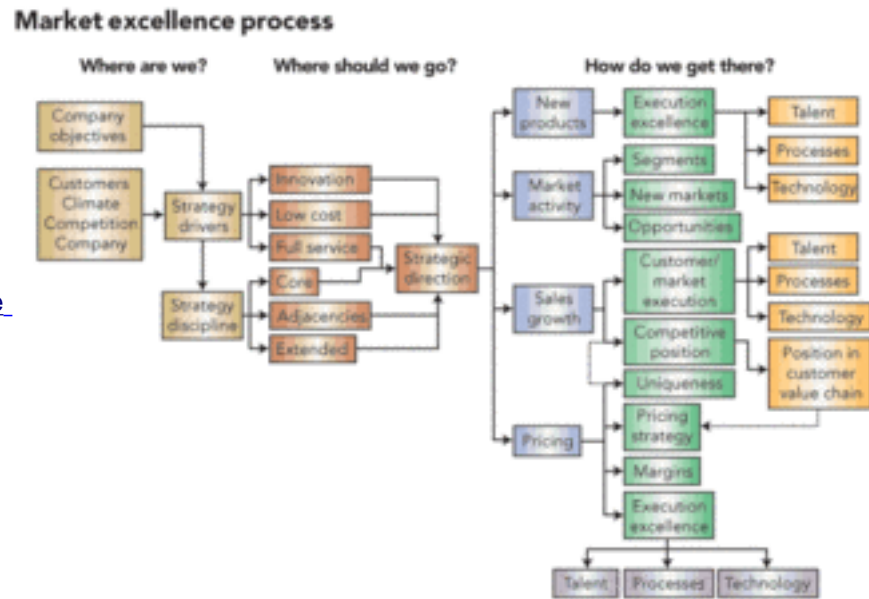 Market excellence process
Where are we?
Where should we go?
How do we get there?
Company
objectives
Customers
Climate
Competition
Company
Strategy
drivers
Strategy
discipline
Innovation
Low cost
Full service
Core
Adjacencies
Extended
Strategic
direction
New
products
Market
activity
Sales
growth
Pricing
Execution
excellence
Segments
New markets
Opportunities
Customer/
market
execution
Competitive
position
Uniqueness
Pricing
strategy
Margins
Execution
excellence
Talent
Processes
Technology
Talent
Processes
Technology
Position in
customer
value chain
Talent
Processes
Technology